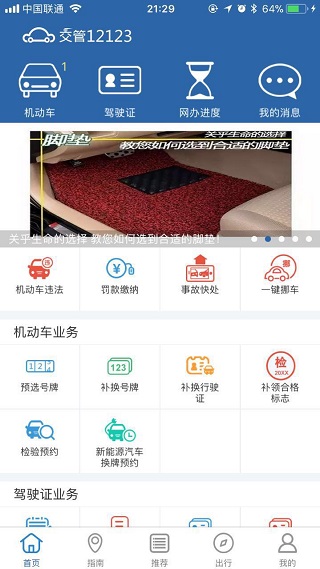 中国联通
21:29
64%
交管12123
1
机动车
驾驶证
网办进度
我的消息
关乎生命的选择
脚垫
教您如何选到合适的脚垫
关乎生命的选择 教您如何选到合适的脚垫！
机动车违法
罚款缴纳
事故快处
挪
一键挪车
机动车业务
123
检
20XX
预选号牌
补换号牌
补换行驶证
补领合格标志
检验预约
新能源汽车换牌预约
驾驶证业务
首页
指南
推荐
出行
我的